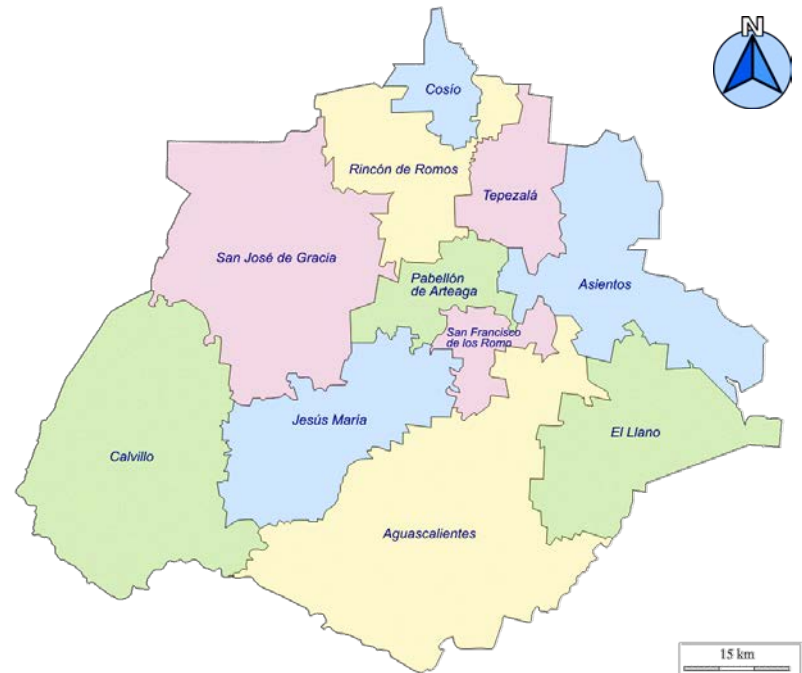 N
Cosío
Rincón de Romos
Tepezalá
San José de Gracia
Pabellón
de Arteaga
Asientos
San Francisco
de los Romo
Jesús María
El Llano
Calvillo
Aguascalientes
15 km